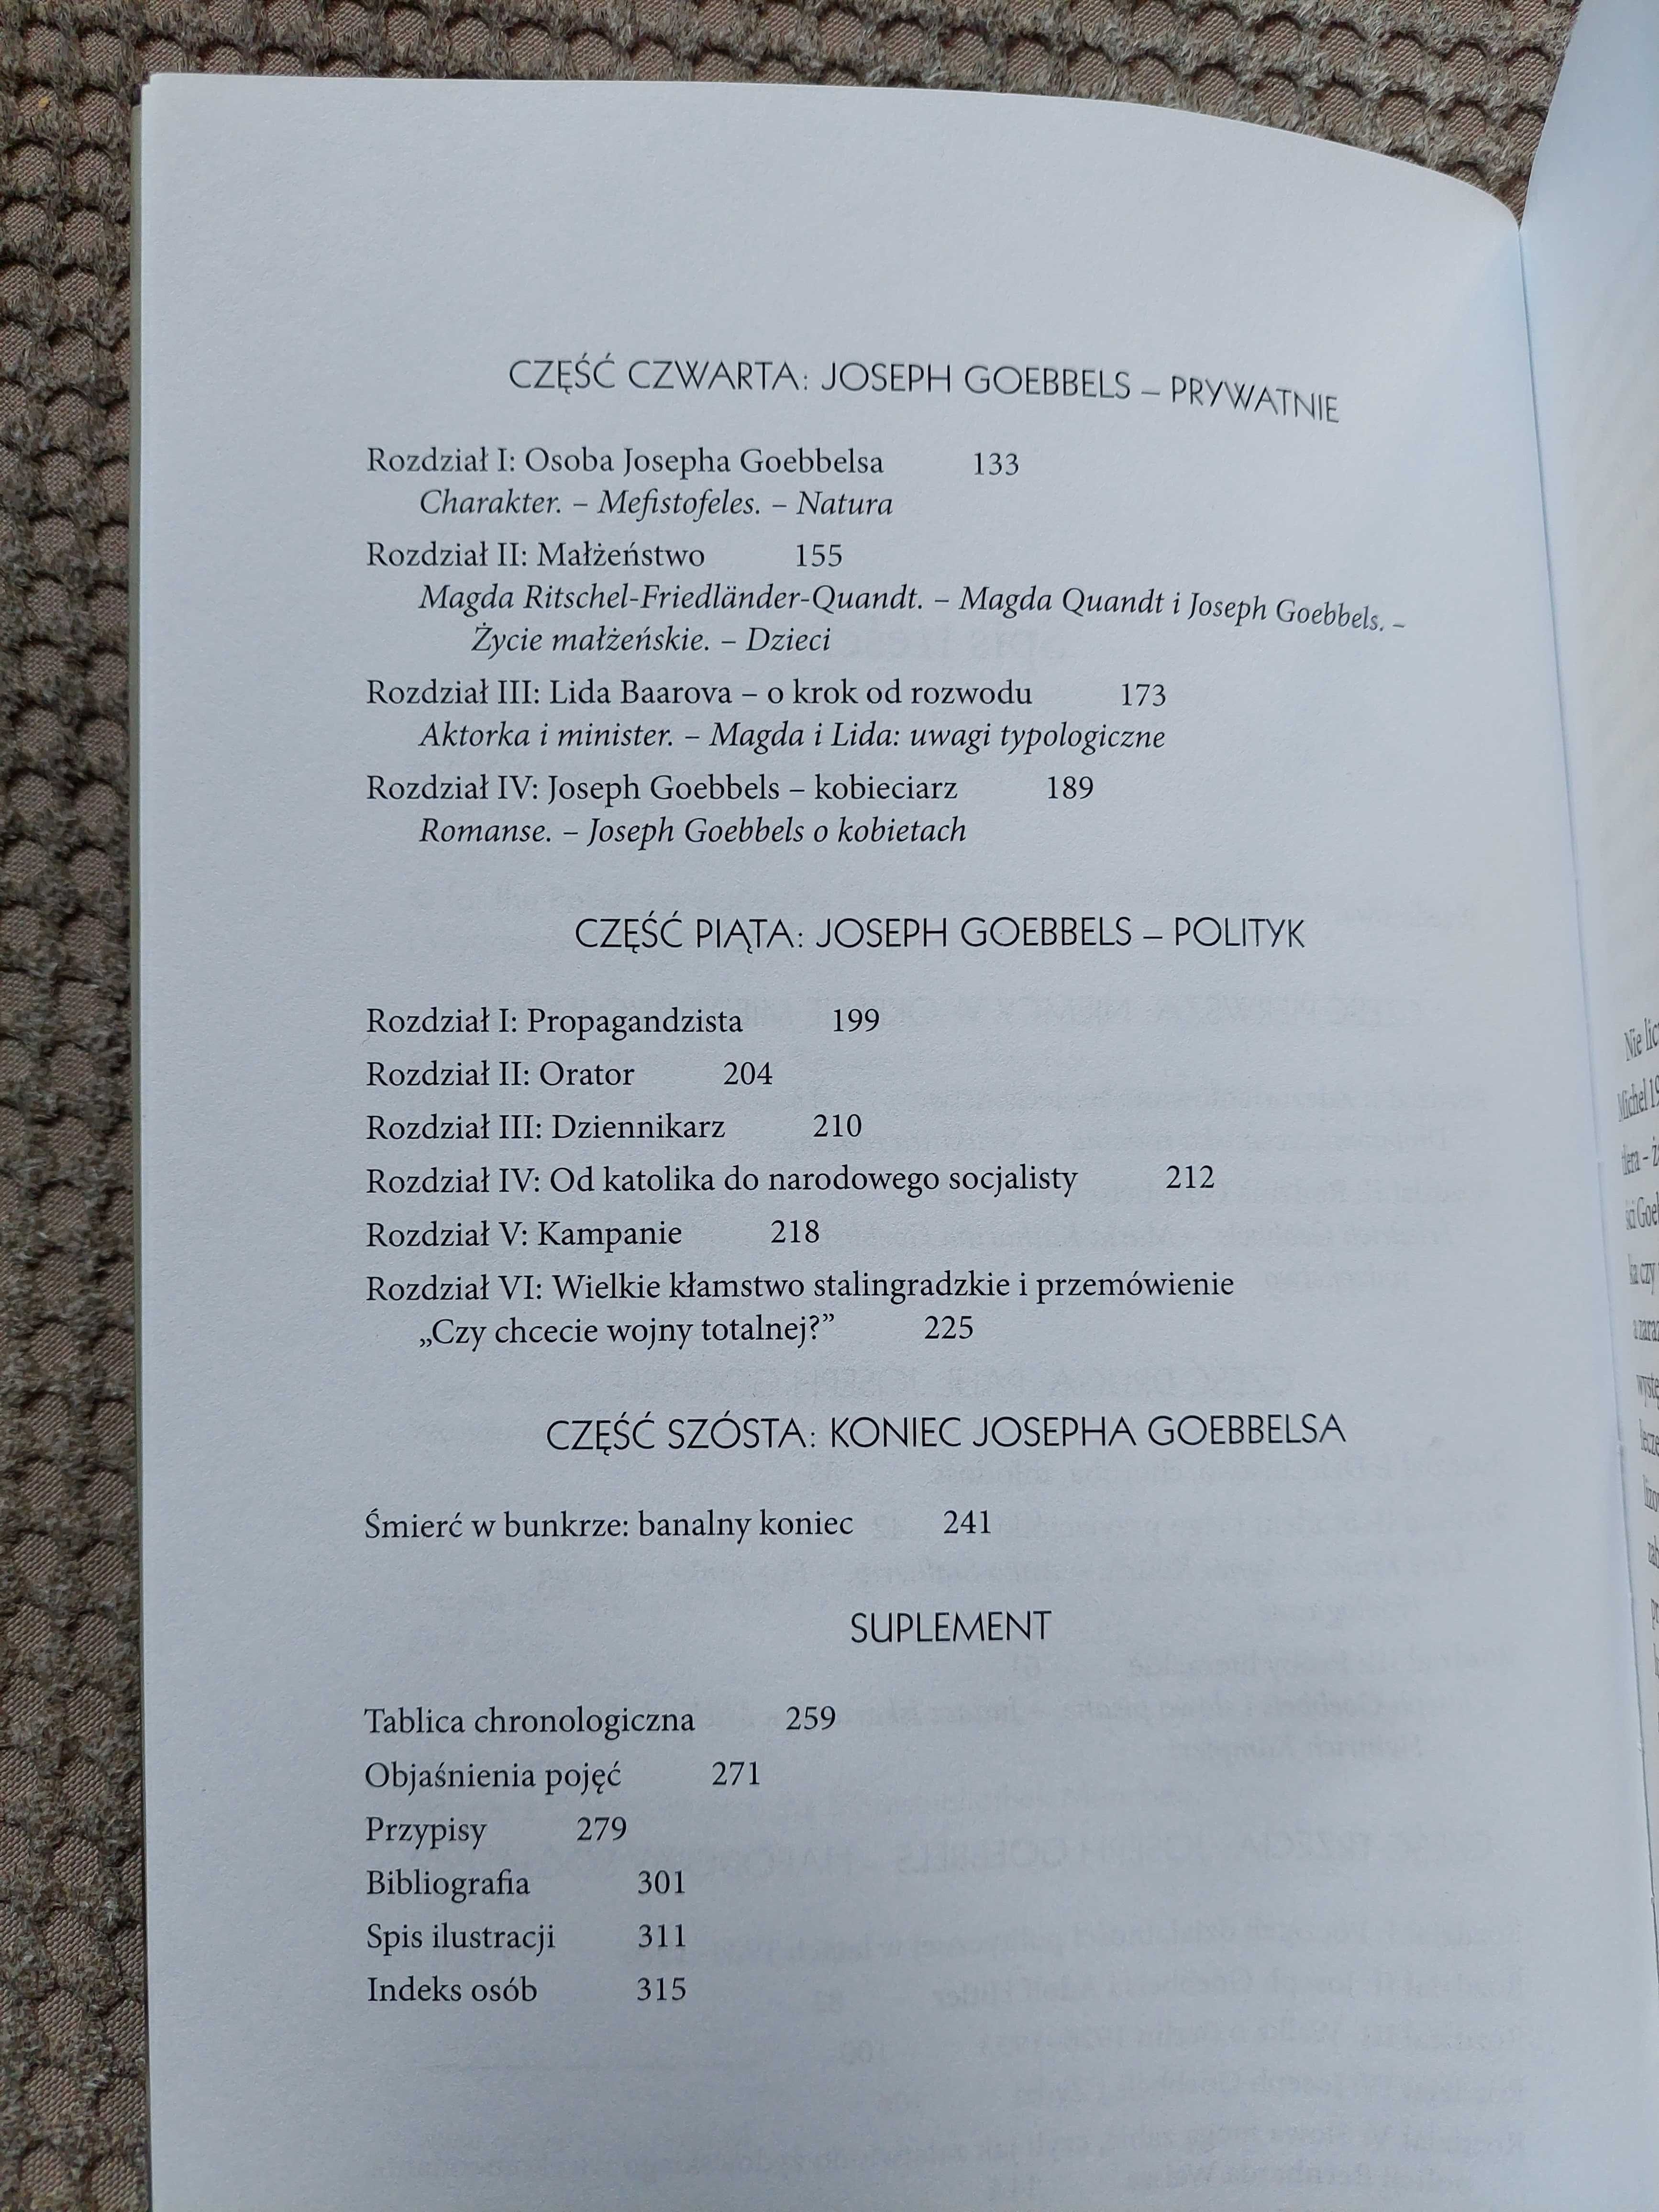 CZĘŚĆ CZWARTA: JOSEPH GOEBBELS – PRYWATNIE
Rozdział I: Osoba Josepha Goebbelsa 133
Charakter. – Mefistofeles. – Natura
Rozdział II: Małżeństwo 155
Magda Ritschel-Friedländer-Quandt. – Magda Quandt i Joseph Goebbels. –
Życie małżeńskie. – Dzieci
Rozdział III: Lida Baarova – o krok od rozwodu 173
Aktorka i minister. – Magda i Lida: uwagi typologiczne
Rozdział IV: Joseph Goebbels – kobieciarz 189
Romanse. – Joseph Goebbels o kobietach
CZĘŚĆ PIĄTA: JOSEPH GOEBBELS – POLITYK
Rozdział I: Propagandzista 199
Rozdział II: Orator 204
Rozdział III: Dziennikarz 210
Rozdział IV: Od katolika do narodowego socjalisty 212
Rozdział V: Kampanie 218
Rozdział VI: Wielkie kłamstwo stalingradzkie i przemówienie
„Czy chcecie wojny totalnej?” 225
CZĘŚĆ SZÓSTA: KONIEC JOSEPHA GOEBBELSA
Śmierć w bunkrze: banalny koniec 241
SUPLEMENT
Tablica chronologiczna 259
Objaśnienia pojęć 271
Przypisy 279
Bibliografia 301
Spis ilustracji 311
Indeks osób 315
Nie
Michel